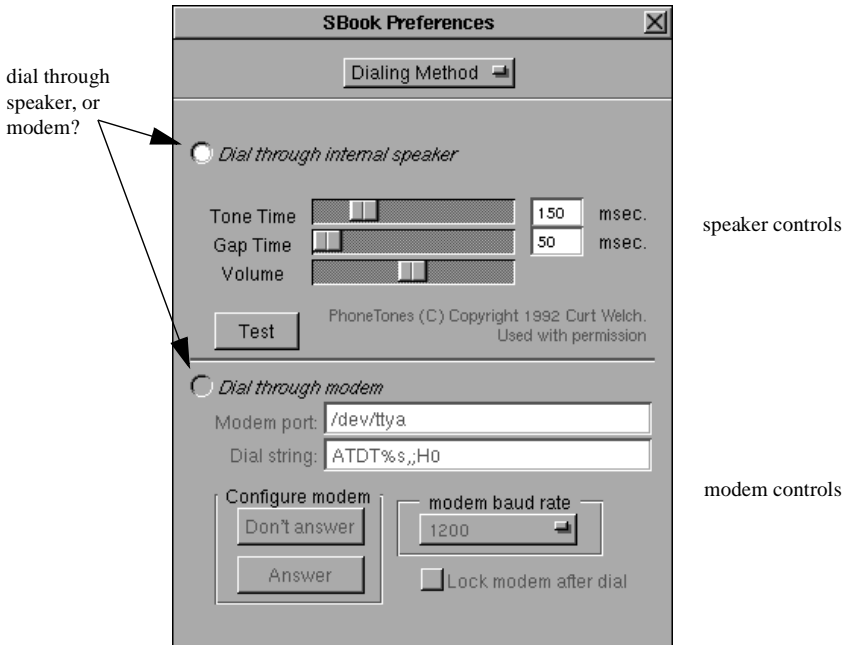 SBook Preferences
Dialing Method
dial through
speaker, or
modem?
Dial through internal speaker
Tone Time 150 msec.
Gap Time 50 msec.
Volume
speaker controls
Test
PhoneTones (C) Copyright 1992 Curt Welch.
Used with permission
Dial through modem
Modem port: /dev/ttya
Dial string: ATDT%s,;H0
Configure modem
Don't answer
Answer
modem baud rate
1200
Lock modem after dial
modem controls